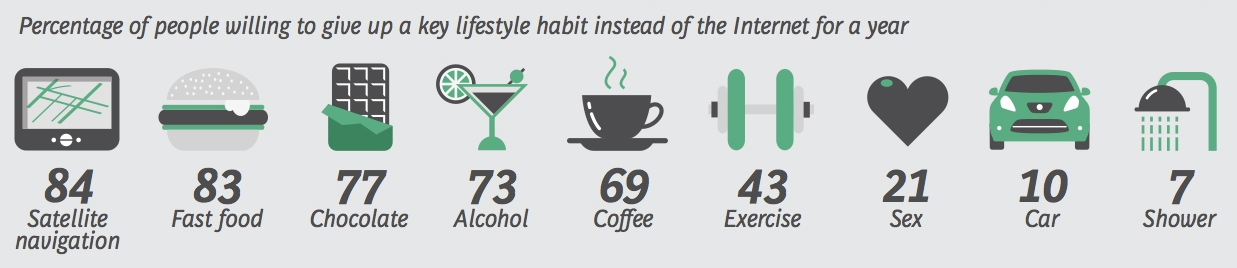 Percentage of people willing to give up a key lifestyle habit instead of the Internet for a year
84 83 77 73 69 43 21 10 7
Satellite Fast food Chocolate Alcohol Coffee Exercise Sex Car Shower
navigation